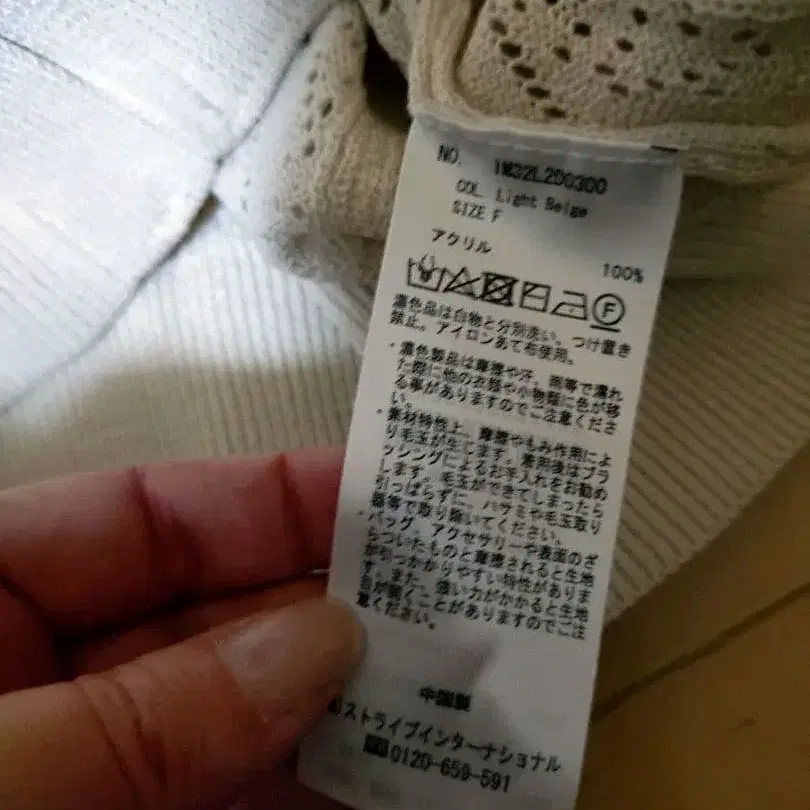 NO. 1M32L2D0300
COL. Light Beige
SIZE F
アクリル 100%
F
濃色品は白物と分別洗い。つけ置き
禁止。アイロンあて布使用。
・濃色製品は摩擦や汗、雨等で濡れ
た際に他の衣類や小物類に色が移
る事がありますのでご注意くださ
い。
・素材特性上、摩擦やもみ作用によ
り毛玉が生じます。着用後はブラ
ッシングによるお手入れをお勧め
します。毛玉ができてしまったら
引っぱらずに、ハサミや毛玉取り
器等で取り除いてください。
・バッグ、アクセサリーや表面のざ
らついたものと摩擦されると生地
が引っかかりやすい特性がありま
す。また、強い力がかかると生地
目が開くことがありますのでご注
意ください。
中国製
ストライプインターナショナル
0120-659-591